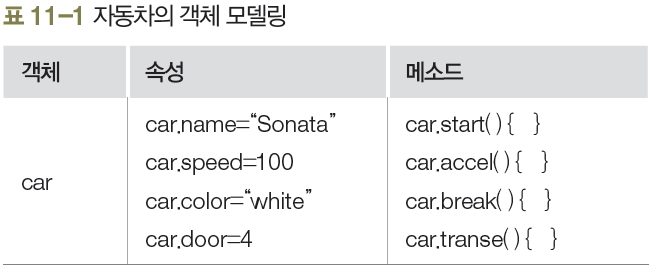 표 11-1 자동차의 객체 모델링
객체 속성 메소드
car
car.name=“Sonata”
car.speed=100
car.color=“white”
car.door=4
car.start( ) {   }
car.accel( ) {   }
car.break( ) {   }
car.transe( ) {   }